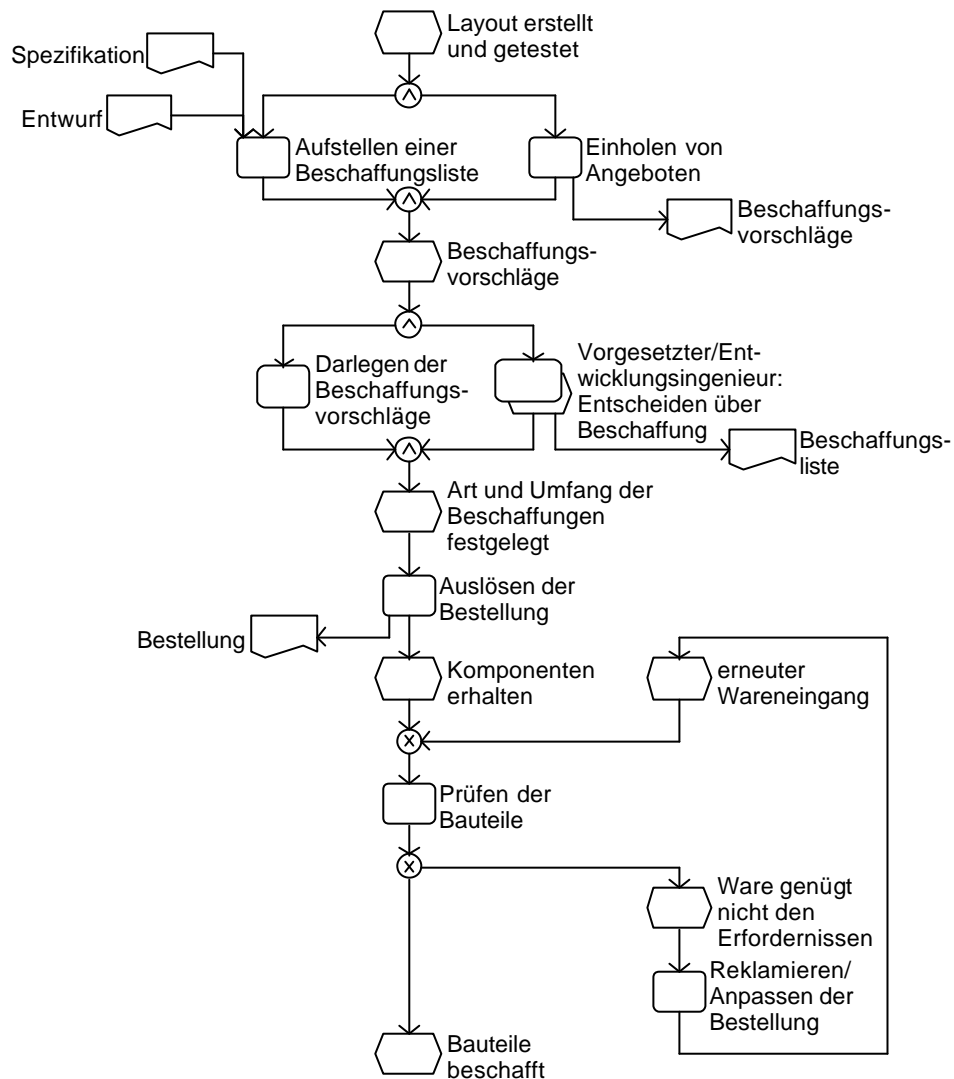 Layout erstellt
und getestet
Spezifikation
Entwurf
Aufstellen einer
Beschaffungsliste
Einholen von
Angeboten
Beschaffungs-
vorschläge
Beschaffungs-
vorschläge
Darlegen der
Beschaffungs-
vorschläge
Vorgesetzter/Ent-
wicklungsingenieur:
Entscheiden über
Beschaffung
Beschaffungs-
liste
Art und Umfang der
Beschaffungen
festgelegt
Auslösen der
Bestellung
Bestellung
Komponenten
erhalten
erneuter
Wareneingang
X
Prüfen der
Bauteile
X
Ware genügt
nicht den
Erfordernissen
Reklamieren/
Anpassen der
Bestellung
Bauteile
beschafft